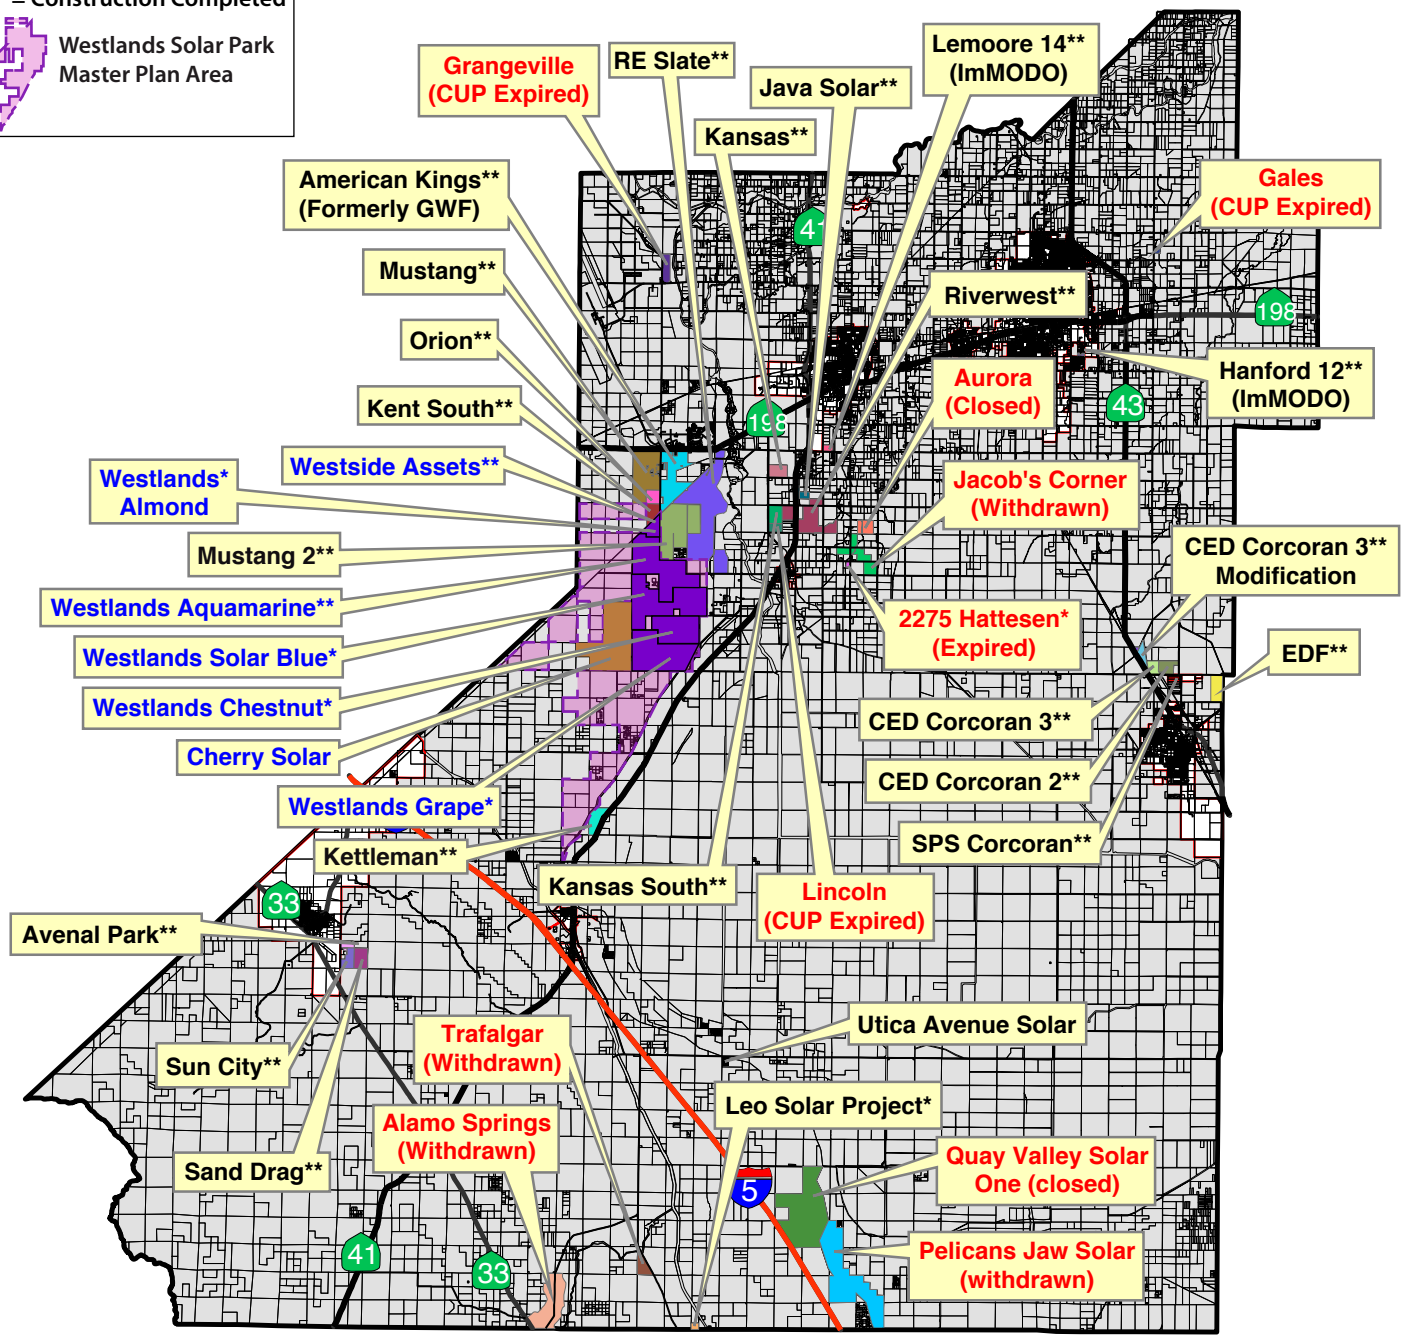 = Construction Completed
Westlands Solar Park
Master Plan Area
Grangeville
(CUP Expired)
RE Slate**
Lemoore 14**
(ImMODO)
Java Solar**
Kansas**
American Kings**
(Formerly GWF)
Gales
(CUP Expired)
41
Mustang**
Riverwest**
198
Orion**
Hanford 12**
(ImMODO)
Aurora
(Closed)
Kent South**
198
43
Westside Assets**
Westlands*
Almond
Jacob's Corner
(Withdrawn)
Mustang 2**
CED Corcoran 3**
Modification
Westlands Aquamarine**
2275 Hattesen*
(Expired)
Westlands Solar Blue*
EDF**
Westlands Chestnut*
CED Corcoran 3**
Cherry Solar
CED Corcoran 2**
Westlands Grape*
SPS Corcoran**
Kettleman**
Kansas South**
Lincoln
(CUP Expired)
33
Avenal Park**
Utica Avenue Solar
Trafalgar
(Withdrawn)
Sun City**
Leo Solar Project*
Alamo Springs
(Withdrawn)
Sand Drag**
Quay Valley Solar
One (closed)
5
41
33
Pelicans Jaw Solar
(withdrawn)